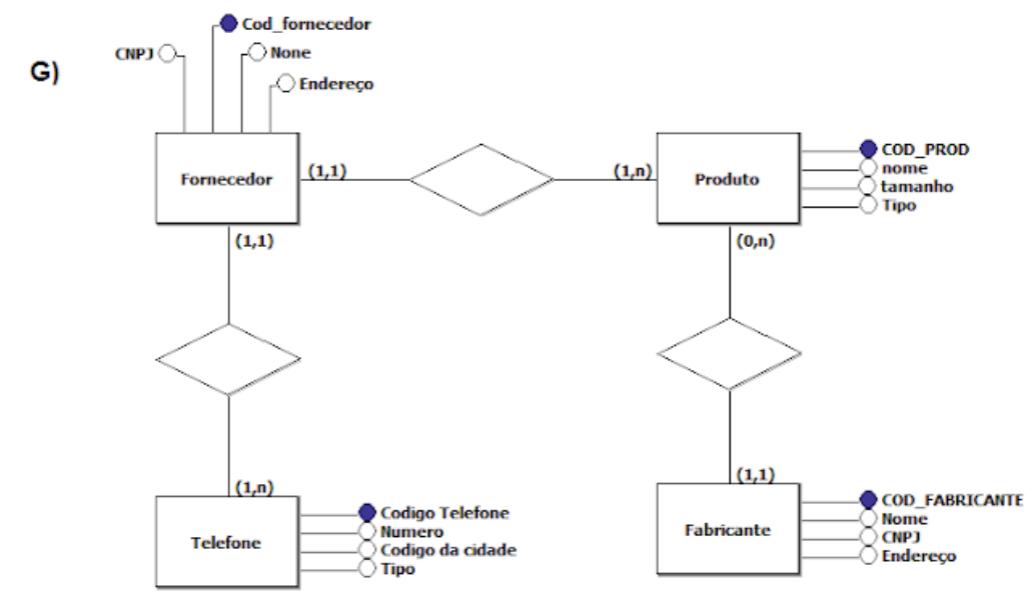 G)
Cod_fornecedor
CNPJ
None
Endereço
Fornecedor
(1,1)
(1,n)
Produto
COD_PROD
nome
tamanho
Tipo
(1,1)
(0,n)
(1,n)
Telefone
Codigo Telefone
Numero
Codigo da cidade
Tipo
(1,1)
Fabricante
COD_FABRICANTE
Nome
CNPJ
Endereço